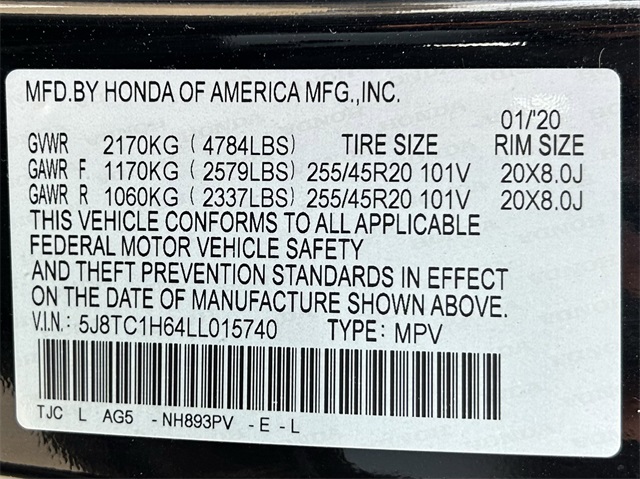 MFD.BY HONDA OF AMERICA MFG.,INC.
01/'20
GVWR 2170KG (4784LBS) TIRE SIZE RIM SIZE
GAWR F 1170KG (2579LBS) 255/45R20 101V 20X8.0J
GAWR R 1060KG (2337LBS) 255/45R20 101V 20X8.0J
THIS VEHICLE CONFORMS TO ALL APPLICABLE
FEDERAL MOTOR VEHICLE SAFETY
AND THEFT PREVENTION STANDARDS IN EFFECT
ON THE DATE OF MANUFACTURE SHOWN ABOVE.
V.I.N.: 5J8TC1H64LL015740 TYPE: MPV
TJC L AG5 - NH893PV - E - L